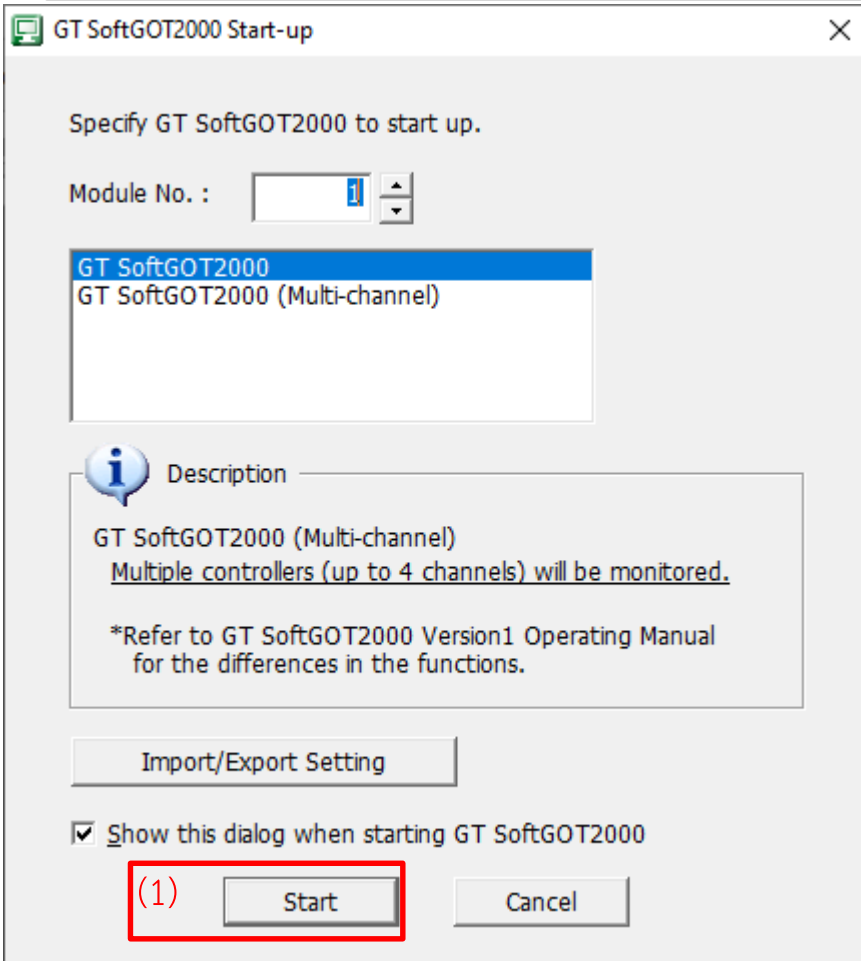 GT SoftGOT2000 Start-up
Specify GT SoftGOT2000 to start up.
Module No. : 1
GT SoftGOT2000
GT SoftGOT2000 (Multi-channel)
Description
GT SoftGOT2000 (Multi-channel)
Multiple controllers (up to 4 channels) will be monitored.
*Refer to GT SoftGOT2000 Version1 Operating Manual
for the differences in the functions.
Import/Export Setting
Show this dialog when starting GT SoftGOT2000
(1) Start Cancel